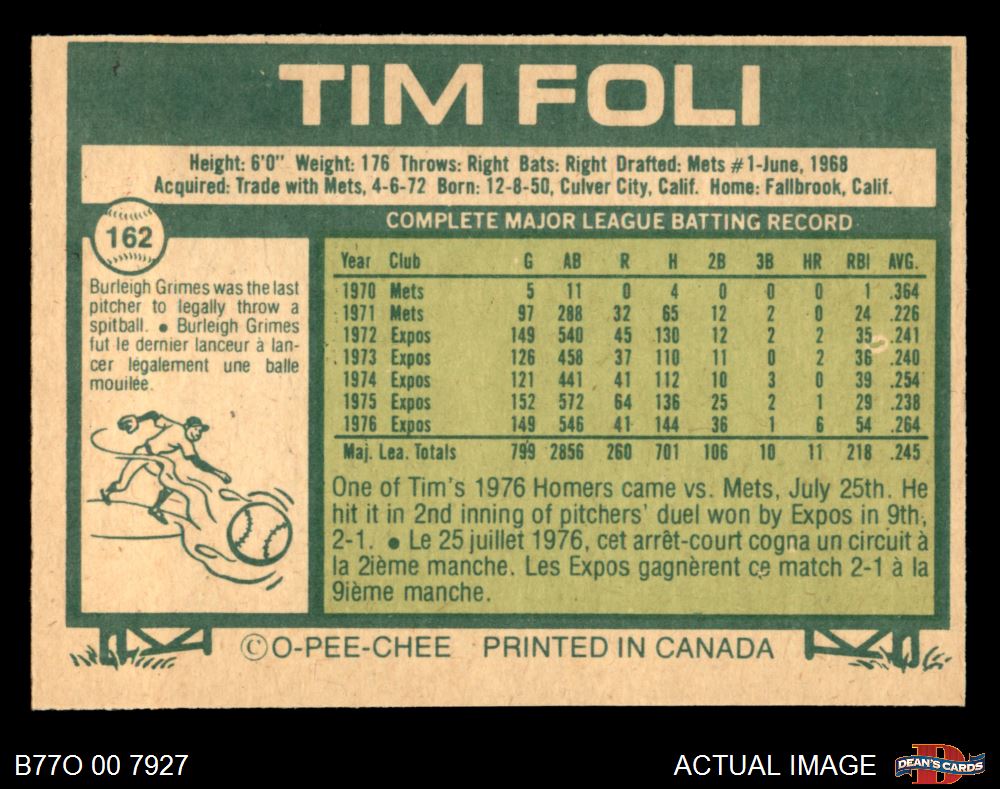 TIM FOLI
Height: 6'0" Weight: 176 Throws: Right Bats: Right Drafted: Mets #1-June, 1968
Acquired: Trade with Mets, 4-6-72 Born: 12-8-50, Culver City, Calif. Home: Fallbrook, Calif.
162
Burleigh Grimes was the last
pitcher to legally throw a
spitball. ● Burleigh Grimes
fut le dernier lanceur à lan-
cer légalement une balle
mouilée.
COMPLETE MAJOR LEAGUE BATTING RECORD
Year Club G AB R H 2B 3B HR RBI AVG.
1970 Mets 5 11 0 4 0 0 0 1 .364
1971 Mets 97 288 32 65 12 2 0 24 .226
1972 Expos 149 540 45 130 12 2 2 35 .241
1973 Expos 126 458 37 110 11 0 2 36 .240
1974 Expos 121 441 41 112 10 3 0 39 .254
1975 Expos 152 572 64 136 25 2 1 29 .238
1976 Expos 149 546 41 144 36 1 6 54 .264
Maj. Lea. Totals 799 2856 260 701 106 10 11 218 .245
One of Tim's 1976 Homers came vs. Mets, July 25th. He
hit it in 2nd inning of pitchers' duel won by Expos in 9th,
2-1. ● Le 25 juillet 1976, cet arrêt-court cogna un circuit à
la 2ième manche. Les Expos gagnèrent ce match 2-1 à la
9ième manche.
©O-PEE-CHEE PRINTED IN CANADA
B77O 00 7927
ACTUAL IMAGE
DEAN'S CARDS